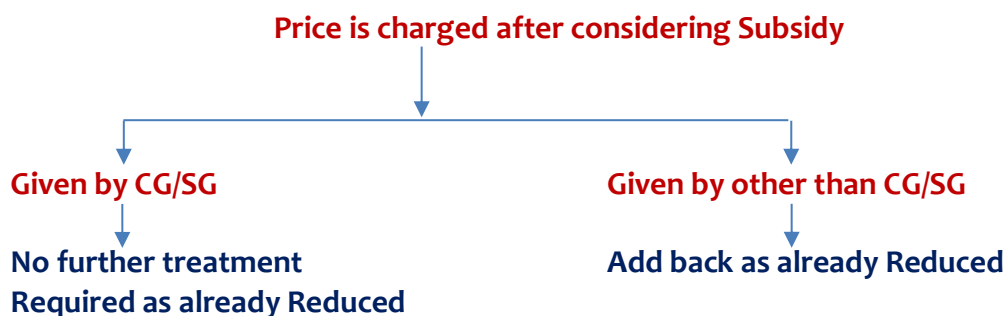 Price is charged after considering Subsidy
Given by CG/SG
Given by other than CG/SG
No further treatment
Required as already Reduced
Add back as already Reduced